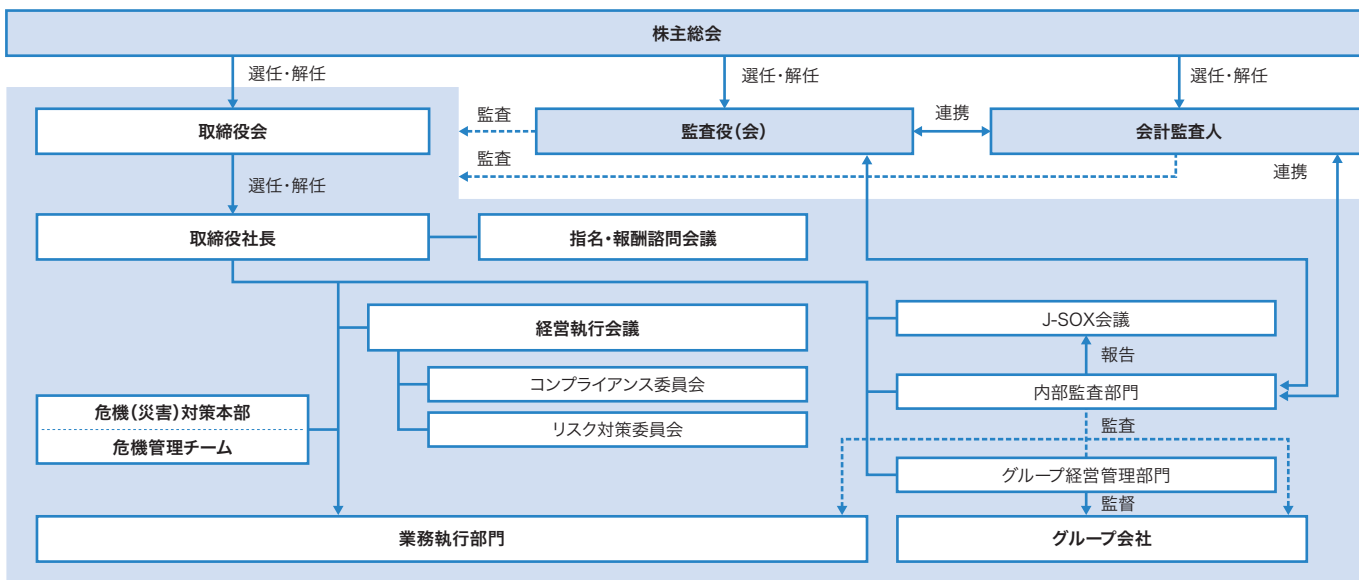 株主総会
選任・解任
選任・解任
選任・解任
取締役会
監査
監査役(会)
連携
会計監査人
監査
連携
選任・解任
取締役社長
指名・報酬諮問会議
経営執行会議
J-SOX会議
報告
コンプライアンス委員会
内部監査部門
危機(災害)対策本部
リスク対策委員会
監査
危機管理チーム
グループ経営管理部門
監督
業務執行部門
グループ会社